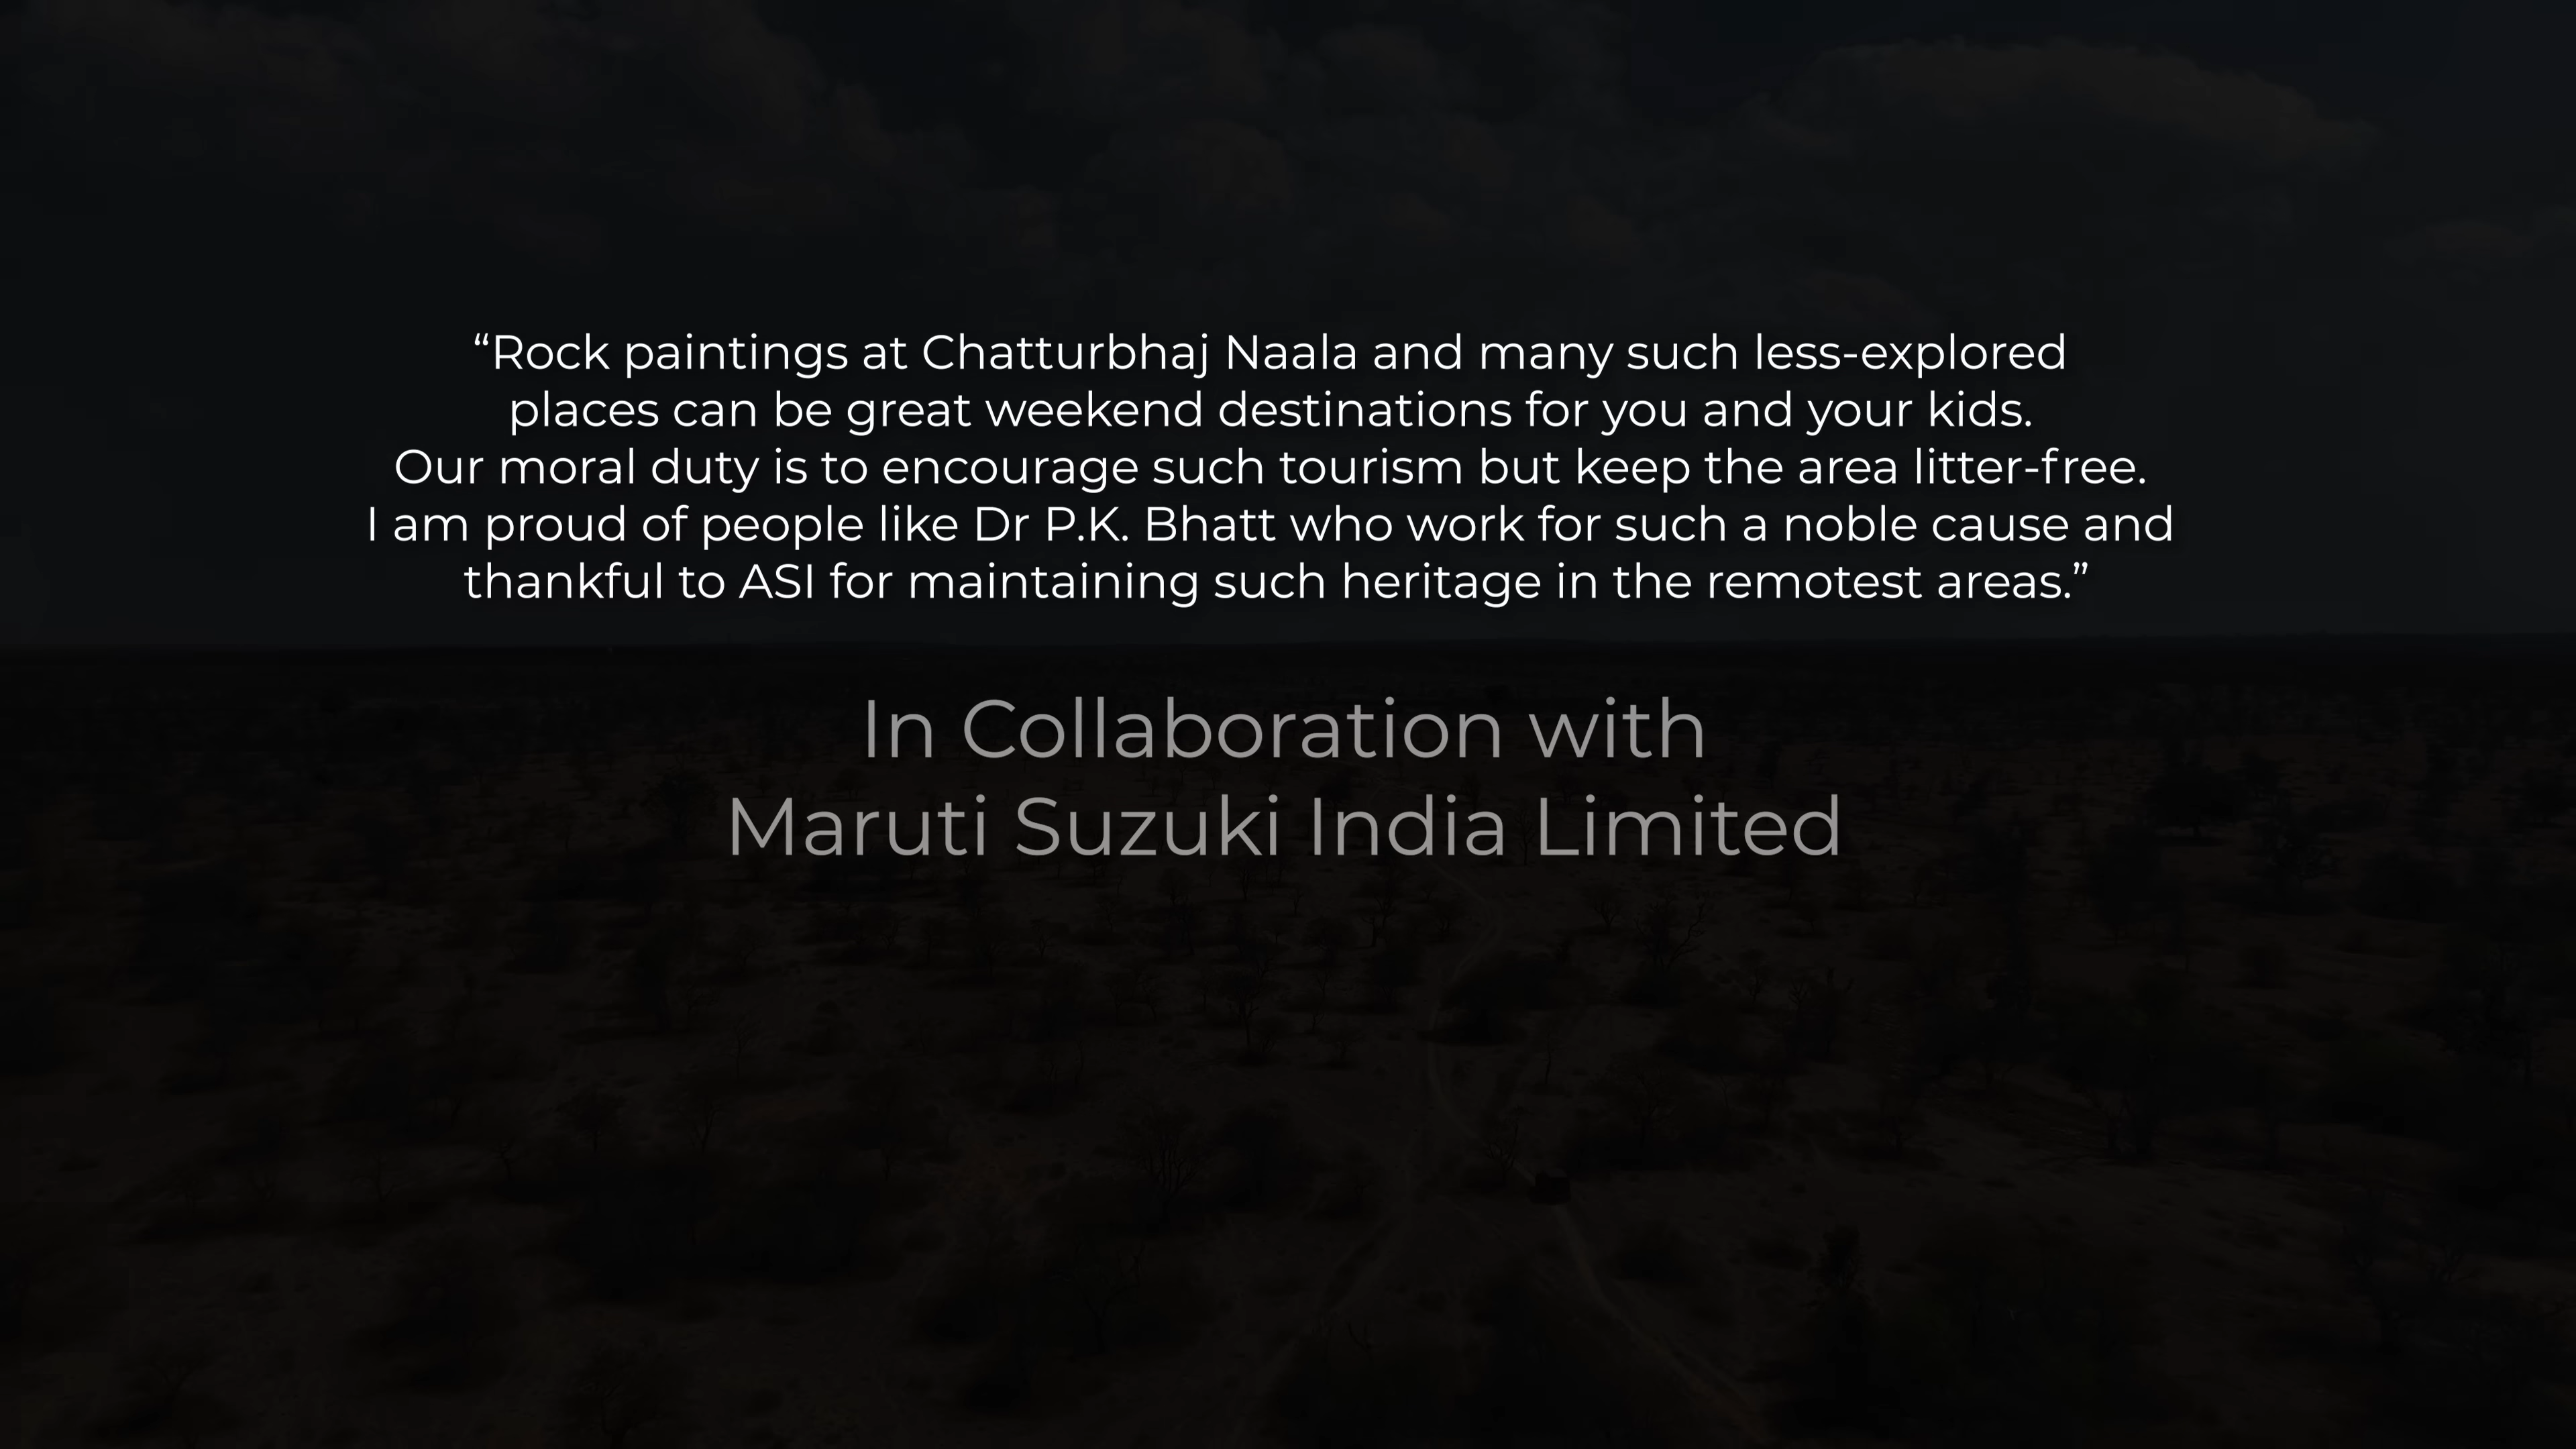 “Rock paintings at Chatturbhaj Naala and many such less-explored
places can be great weekend destinations for you and your kids.
Our moral duty is to encourage such tourism but keep the area litter-free.
I am proud of people like Dr P.K. Bhatt who work for such a noble cause and
thankful to ASI for maintaining such heritage in the remotest areas.”
In Collaboration with
Maruti Suzuki India Limited